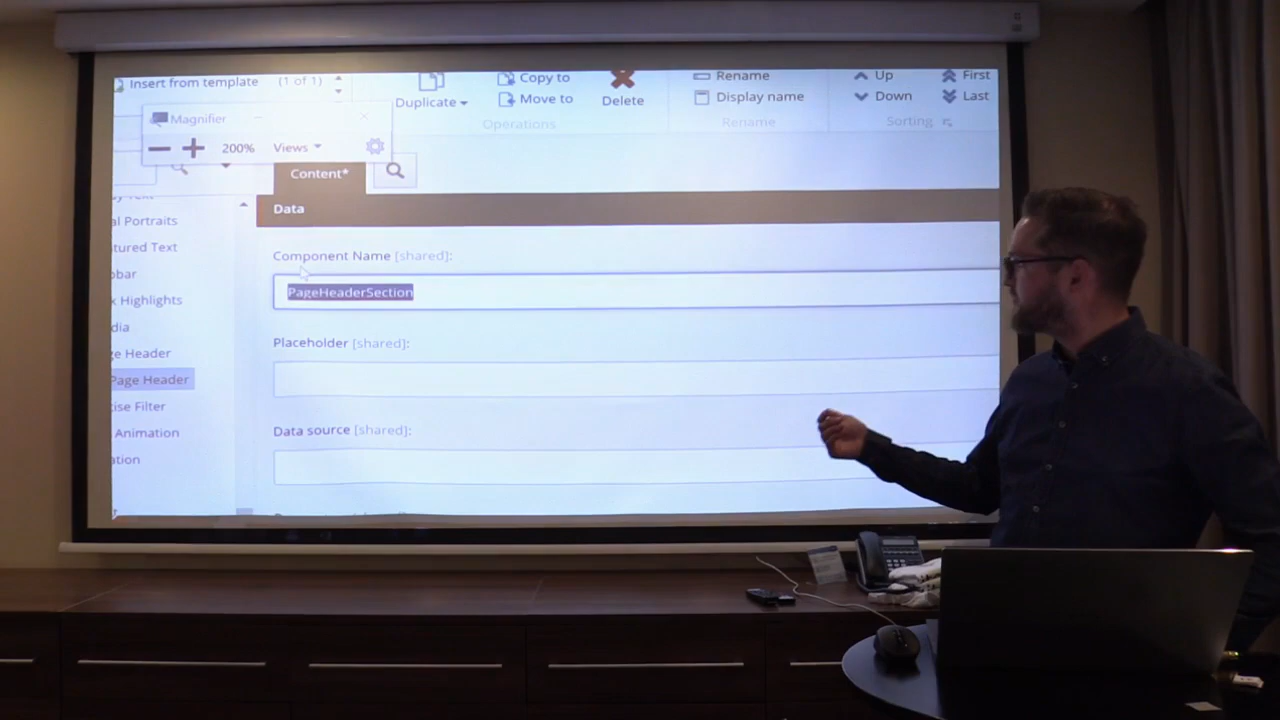 Insert from template (1 of 1)
Duplicate
Copy to
Move to
Delete
Operations
Rename
Display name
Rename
Up
Down
First
Last
Sorting
Magnifier
200% Views
Content*
Data
al Portraits
tured Text
bar
Highlights
dia
ge Header
Page Header
ise Filter
Animation
ation
Component Name [shared]:
PageHeaderSection
Placeholder [shared]:
Data source [shared]: